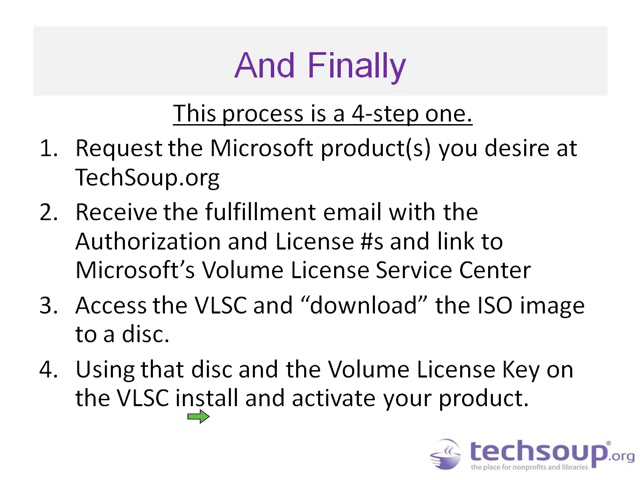 And Finally
This process is a 4-step one.
1. Request the Microsoft product(s) you desire at
TechSoup.org
2. Receive the fulfillment email with the
Authorization and License #s and link to
Microsoft’s Volume License Service Center
3. Access the VLSC and “download” the ISO image
to a disc.
4. Using that disc and the Volume License Key on
the VLSC install and activate your product.
techsoup®.org
the place for nonprofits and libraries